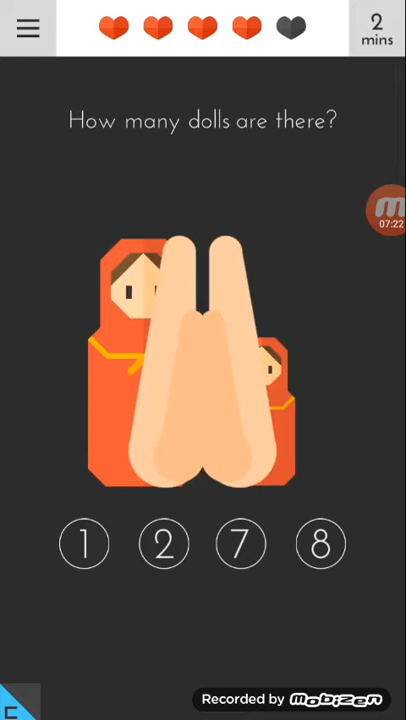 2
mins
How many dolls are there?
07:22
1 2 7 8
Recorded by mobizen